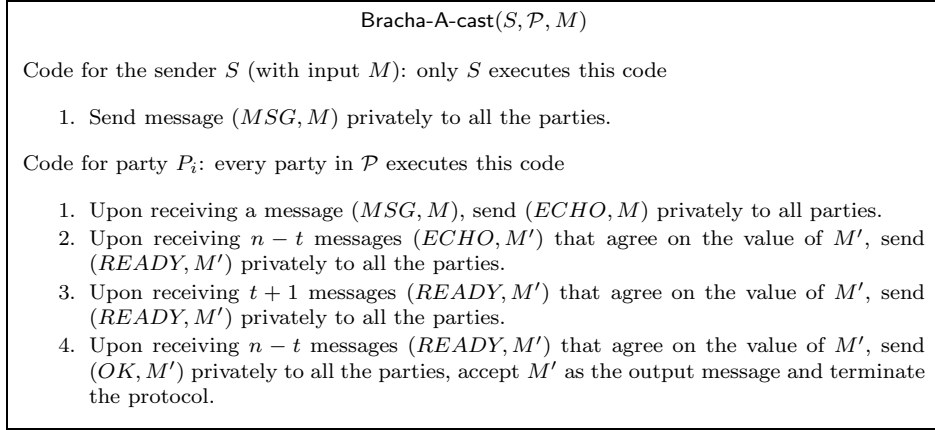 Bracha-A-cast(S, P, M)
Code for the sender S (with input M): only S executes this code
1. Send message (MSG, M) privately to all the parties.
Code for party Pᵢ: every party in P executes this code
1. Upon receiving a message (MSG, M), send (ECHO, M) privately to all parties.
2. Upon receiving n − t messages (ECHO, M′) that agree on the value of M′, send
(READY, M′) privately to all the parties.
3. Upon receiving t + 1 messages (READY, M′) that agree on the value of M′, send
(READY, M′) privately to all the parties.
4. Upon receiving n − t messages (READY, M′) that agree on the value of M′, send
(OK, M′) privately to all the parties, accept M′ as the output message and terminate
the protocol.